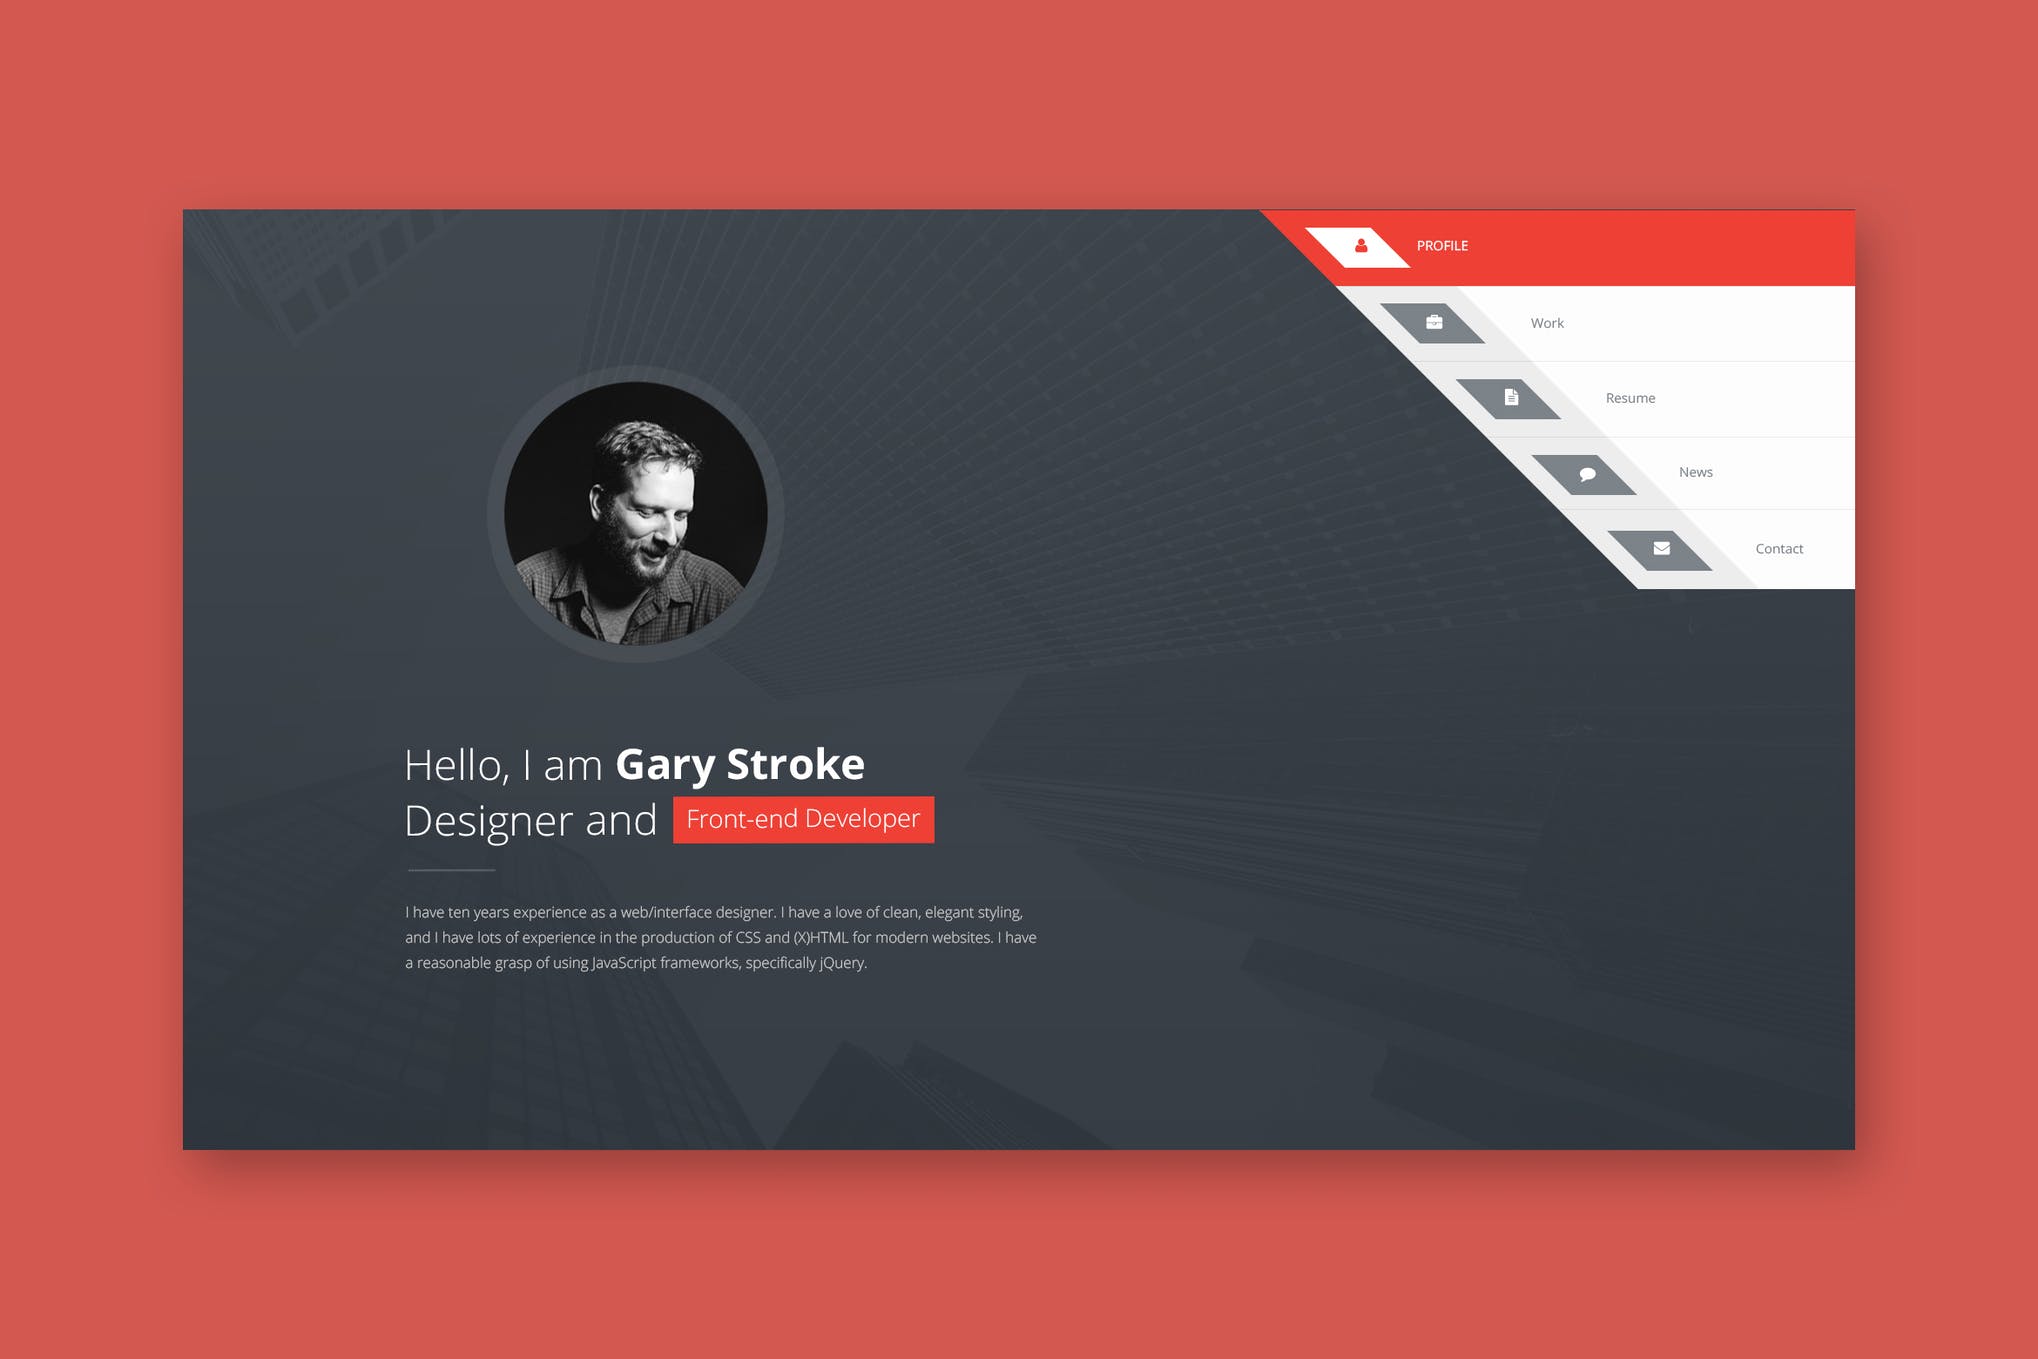 PROFILE
Work
Resume
News
Contact
Hello, I am Gary Stroke
Designer and Front-end Developer
I have ten years experience as a web/interface designer. I have a love of clean, elegant styling,
and I have lots of experience in the production of CSS and (X)HTML for modern websites. I have
a reasonable grasp of using JavaScript frameworks, specifically jQuery.